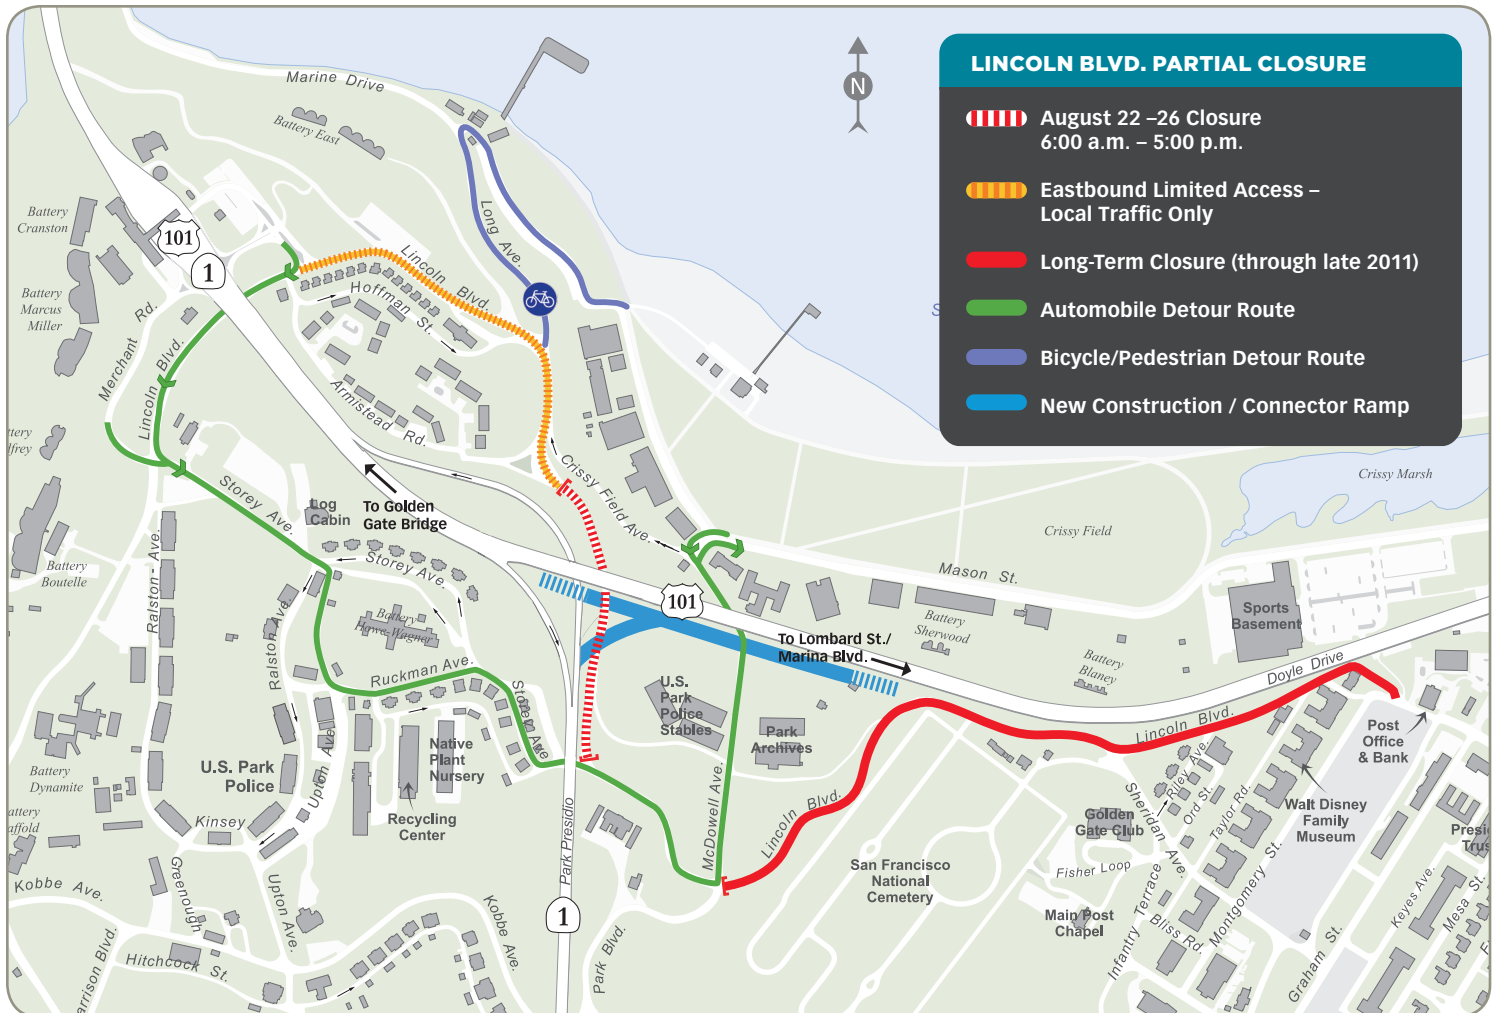 LINCOLN BLVD. PARTIAL CLOSURE
August 22 –26 Closure
6:00 a.m. – 5:00 p.m.
Eastbound Limited Access –
Local Traffic Only
Long-Term Closure (through late 2011)
Automobile Detour Route
Bicycle/Pedestrian Detour Route
New Construction / Connector Ramp
N
Marine Drive
Battery East
Battery
Cranston
101
1
Long Ave.
Lincoln Blvd.
Hoffman St.
Battery
Marcus
Miller
Merchant Rd.
Lincoln Blvd.
Armistead Rd.
Crissy Field Ave.
Storey Ave.
Log
Cabin
To Golden
Gate Bridge
Crissy Marsh
Crissy Field
Mason St.
Battery
Boutelle
Ralston Ave.
Storey Ave.
Battery
Howe-Wagner
Ralston Ave.
Ruckman Ave.
Storey Ave.
101
To Lombard St./
Marina Blvd.
Battery
Sherwood
Sports
Basement
Battery
Blaney
Doyle Drive
Lincoln Blvd.
U.S.
Park
Police
Stables
Park
Archives
Post
Office
& Bank
Native
Plant
Nursery
U.S. Park
Police
Upton Ave.
Battery
Dynamite
Recycling
Center
Kinsey
Park Presidio
McDowell Ave.
Lincoln Blvd.
Riley Ave.
Ord St.
Taylor Rd.
Sheridan Ave.
Golden
Gate Club
Walt Disney
Family
Museum
San Francisco
National
Cemetery
Fisher Loop
Main Post
Chapel
Infantry Terrace
Bliss Rd.
Montgomery St.
Keyes Ave.
Mesa St.
Graham St.
Kobbe Ave.
Greenough
Upton Ave.
Kobbe Ave.
1
Park Blvd.
Hitchcock St.